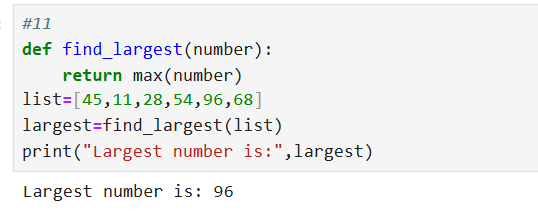 #11
def find_largest(number):
    return max(number)
list=[45,11,28,54,96,68]
largest=find_largest(list)
print("Largest number is:",largest)
Largest number is: 96